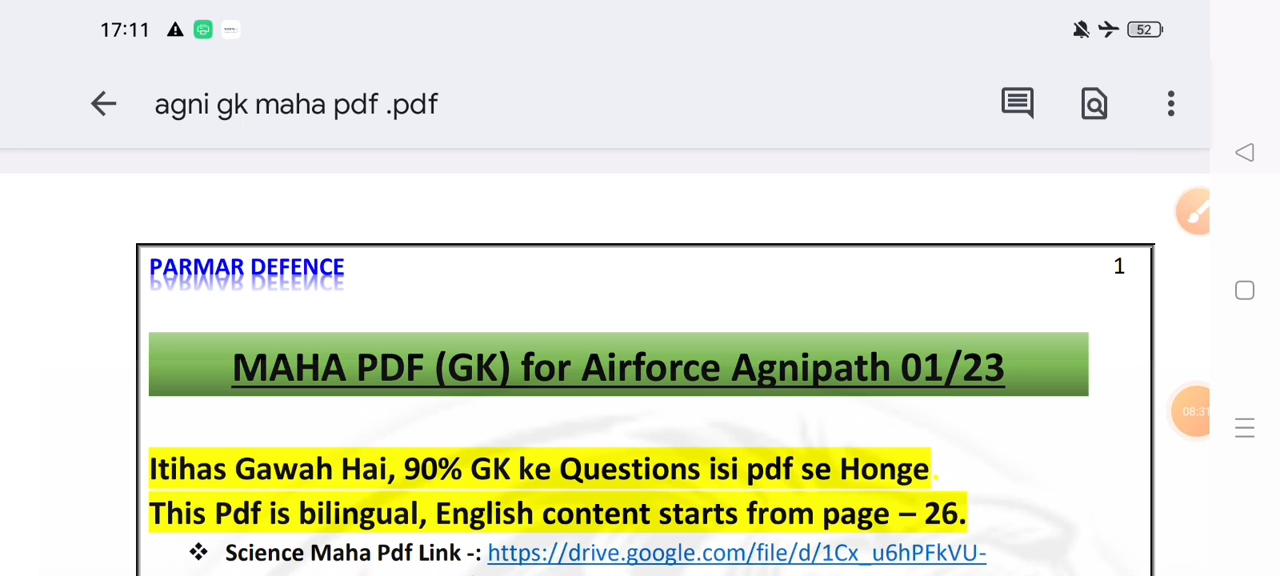 17:11
52
agni gk maha pdf .pdf
PARMAR DEFENCE
1
MAHA PDF (GK) for Airforce Agnipath 01/23
08:31
Itihas Gawah Hai, 90% GK ke Questions isi pdf se Honge.
This Pdf is bilingual, English content starts from page – 26.
❖ Science Maha Pdf Link -: https://drive.google.com/file/d/1Cx_u6hPFkVU-